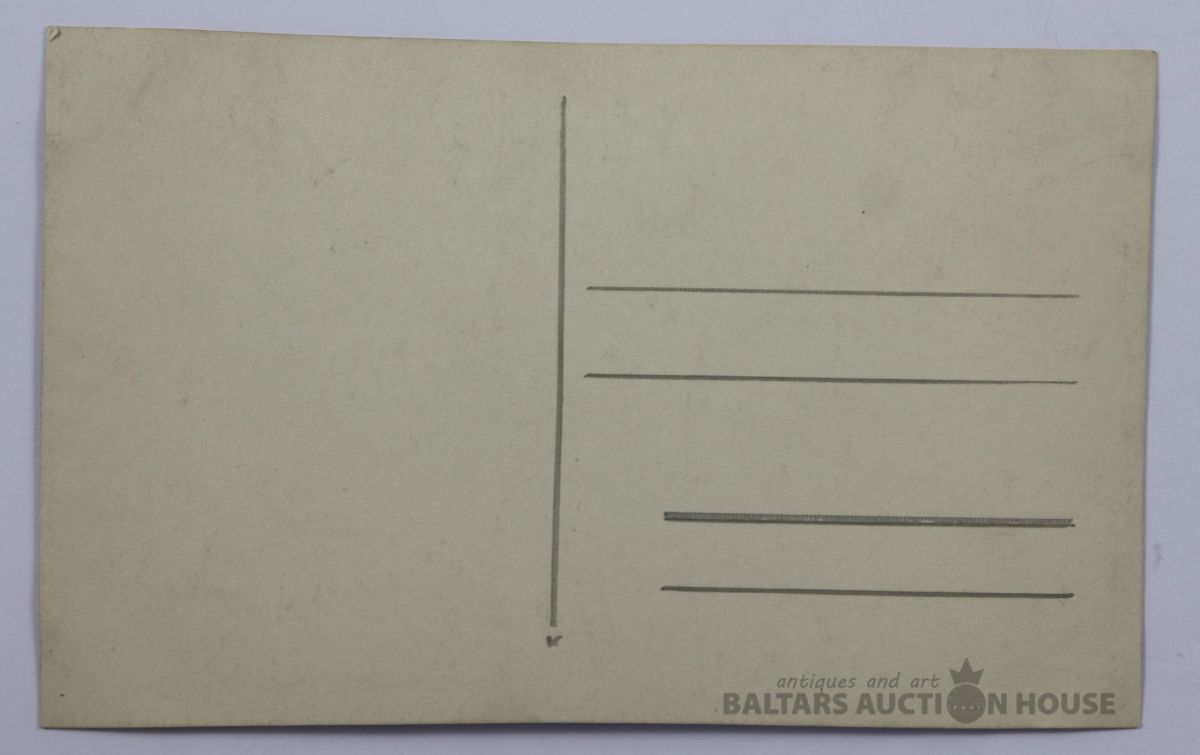 antiques and art
BALTARS AUCTION HOUSE